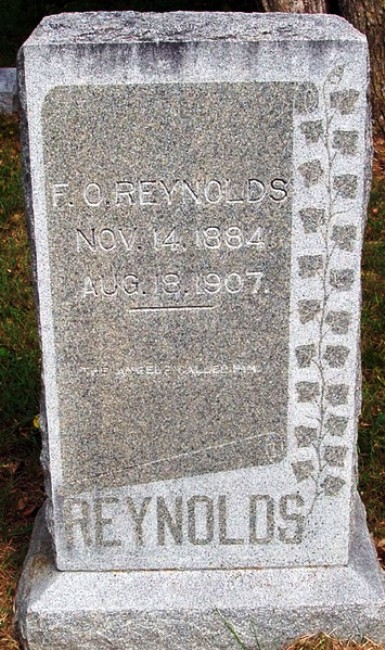 F. O. REYNOLDS
NOV. 14. 1884.
AUG. 18. 1907.
THE ANGELS CALLED HIM.
REYNOLDS